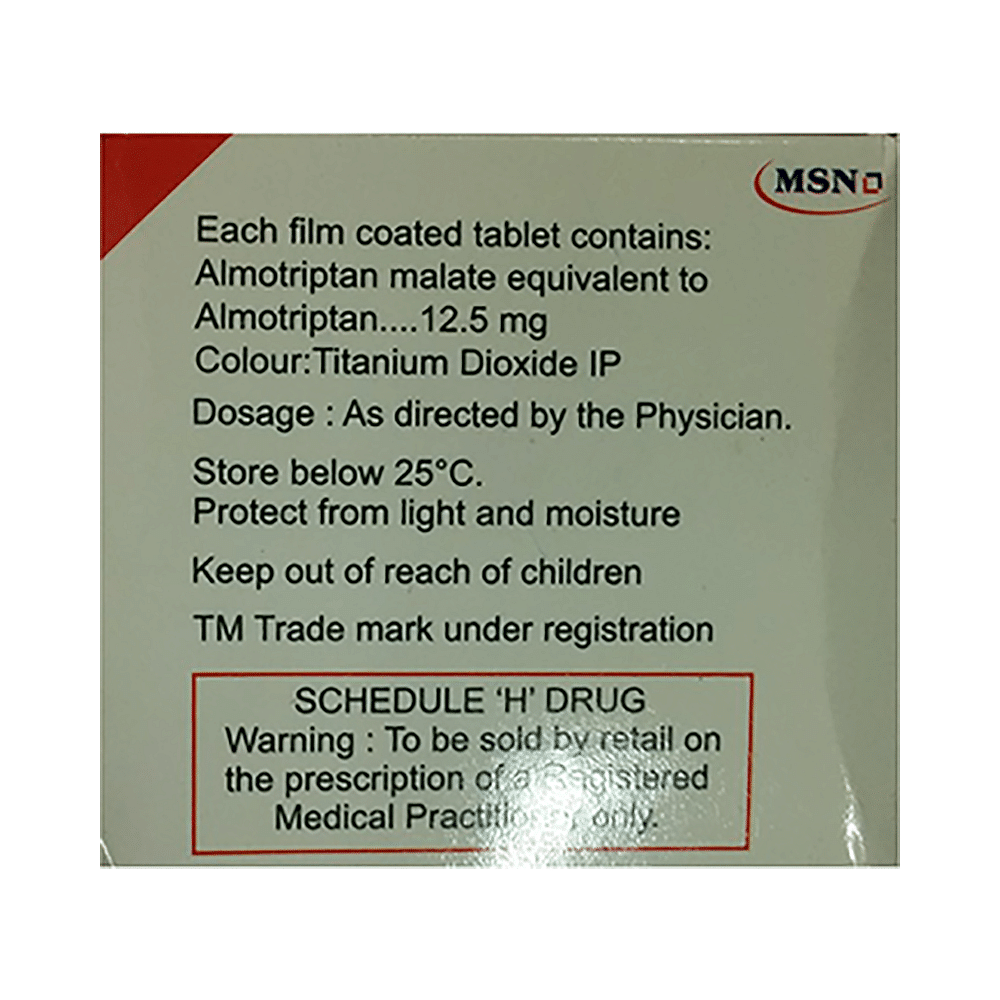 MSN
Each film coated tablet contains:
Almotriptan malate equivalent to
Almotriptan....12.5 mg
Colour:Titanium Dioxide IP
Dosage : As directed by the Physician.
Store below 25°C.
Protect from light and moisture
Keep out of reach of children
TM Trade mark under registration
SCHEDULE ‘H’ DRUG
Warning : To be sold by retail on
the prescription of a Registered
Medical Practitioner only.